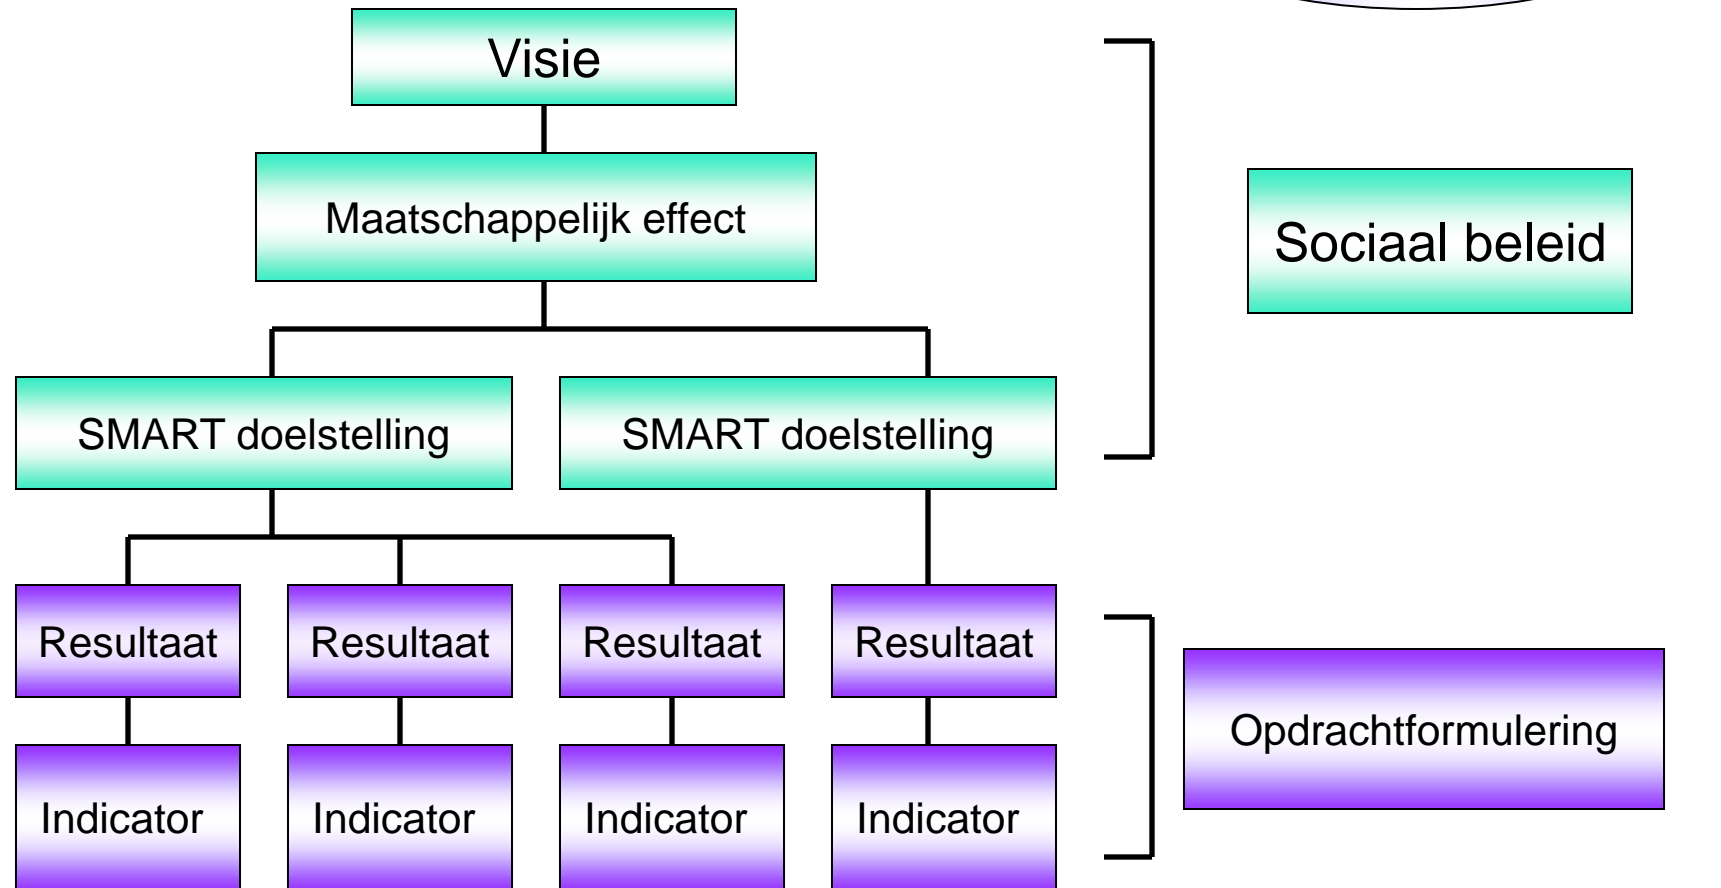 Visie
Maatschappelijk effect
Sociaal beleid
SMART doelstelling
SMART doelstelling
Resultaat
Resultaat
Resultaat
Resultaat
Opdrachtformulering
Indicator
Indicator
Indicator
Indicator